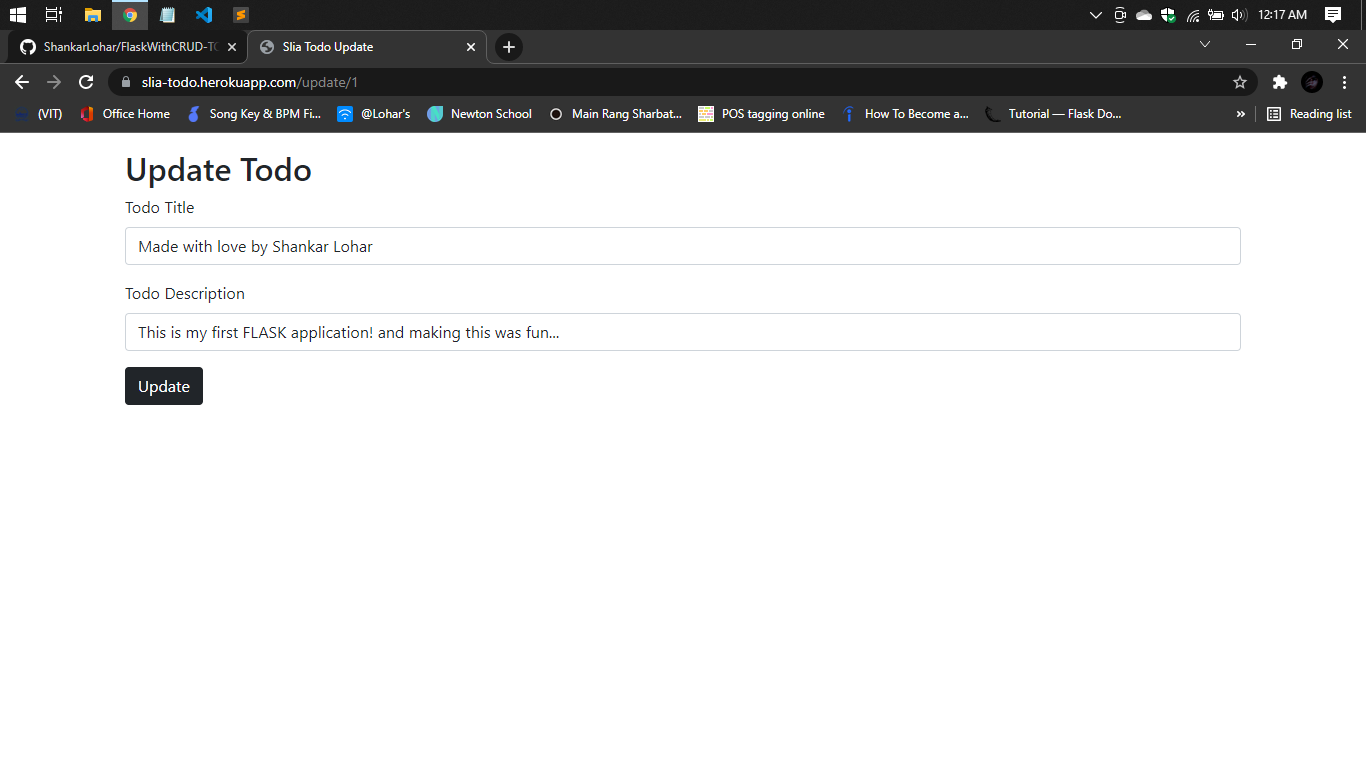 12:17 AM
ShankarLohar/FlaskWithCRUD-TO
Slia Todo Update
slia-todo.herokuapp.com/update/1
(VIT)
Office Home
Song Key & BPM Fi...
@Lohar's
Newton School
Main Rang Sharbat...
POS tagging online
How To Become a...
Tutorial — Flask Do...
»
Reading list
Update Todo
Todo Title
Made with love by Shankar Lohar
Todo Description
This is my first FLASK application! and making this was fun...
Update